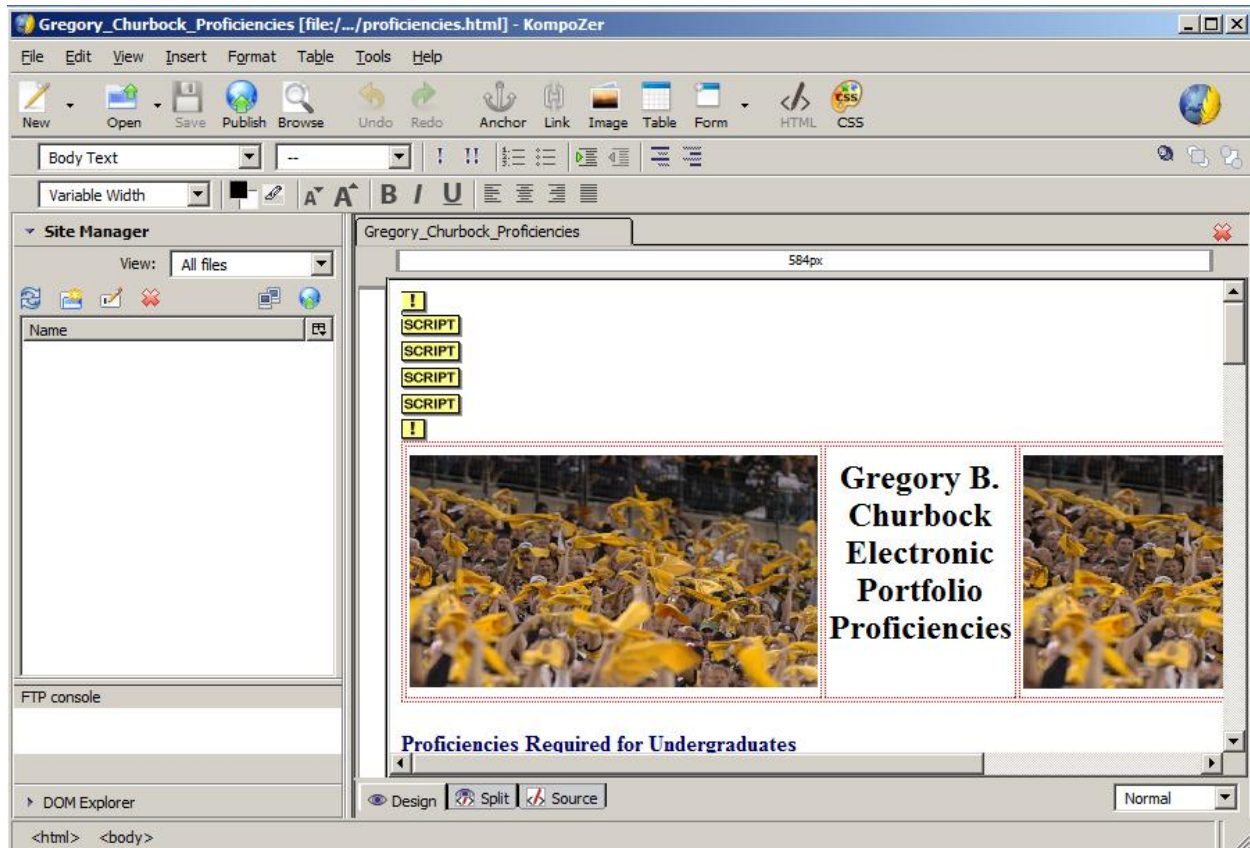 Gregory_Churbock_Proficiencies [file:/.../proficiencies.html] - KompoZer
File Edit View Insert Format Table Tools Help
New Open Save Publish Browse Undo Redo Anchor Link Image Table Form HTML CSS
Body Text --
Variable Width
Site Manager
View: All files
Name
FTP console
DOM Explorer
Gregory_Churbock_Proficiencies
584px
!
SCRIPT
SCRIPT
SCRIPT
SCRIPT
!
Gregory B.
Churbock
Electronic
Portfolio
Proficiencies
Proficiencies Required for Undergraduates
Design Split Source Normal
<html> <body>